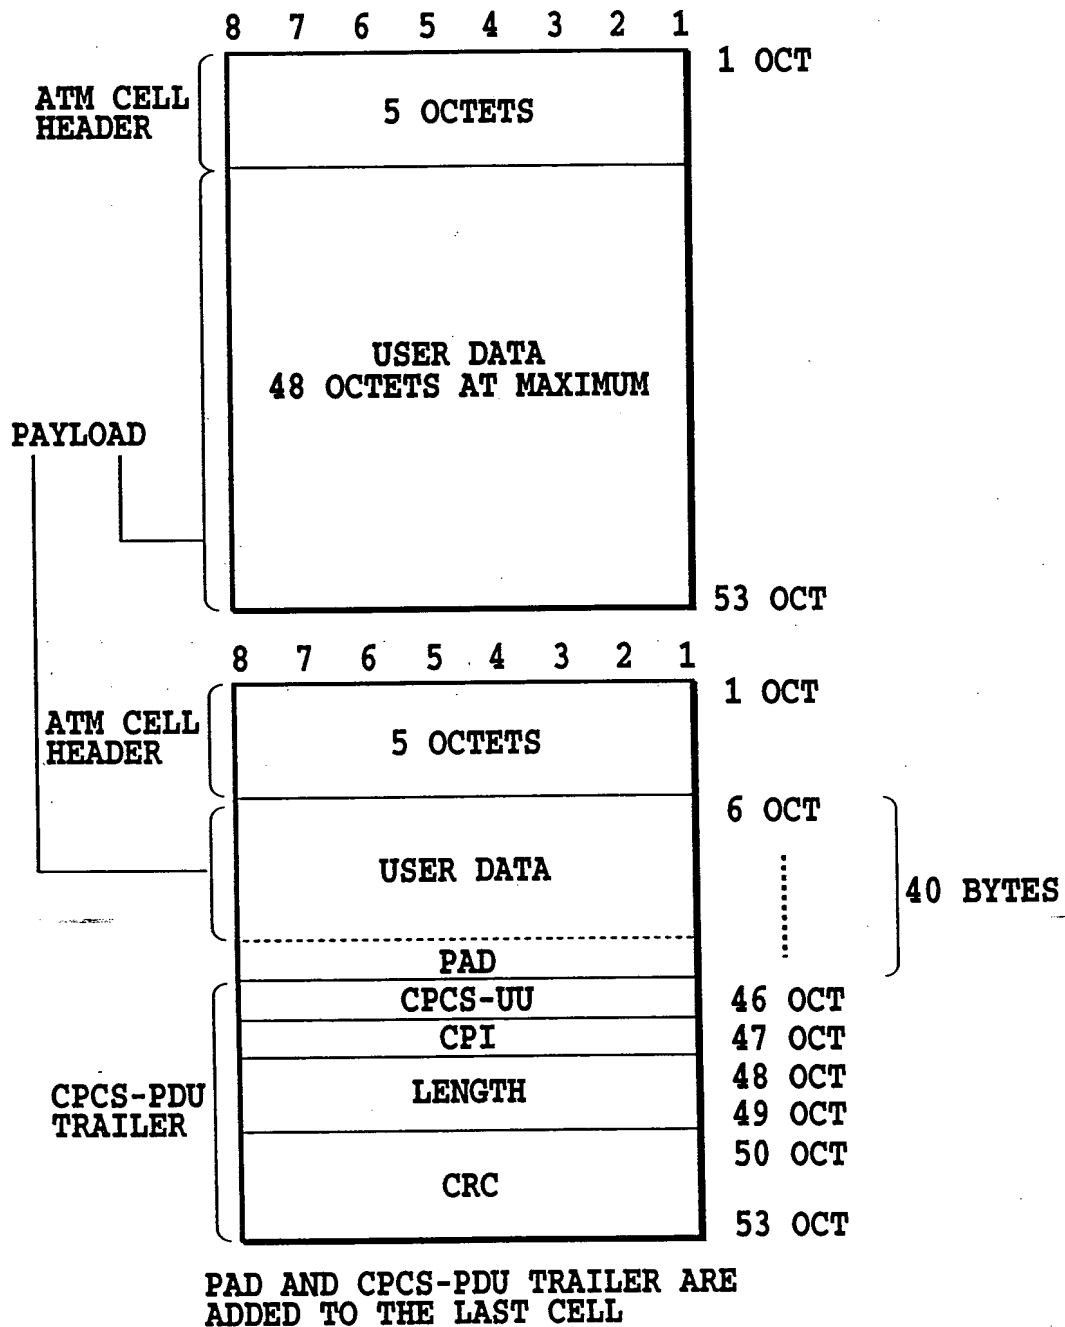 8 7 6 5 4 3 2 1
1 OCT
ATM CELL
HEADER
5 OCTETS
USER DATA
48 OCTETS AT MAXIMUM
PAYLOAD
53 OCT
8 7 6 5 4 3 2 1
1 OCT
ATM CELL
HEADER
5 OCTETS
6 OCT
USER DATA
40 BYTES
PAD
CPCS-UU
46 OCT
CPI
47 OCT
LENGTH
48 OCT
49 OCT
CPCS-PDU
TRAILER
50 OCT
CRC
53 OCT
PAD AND CPCS-PDU TRAILER ARE
ADDED TO THE LAST CELL